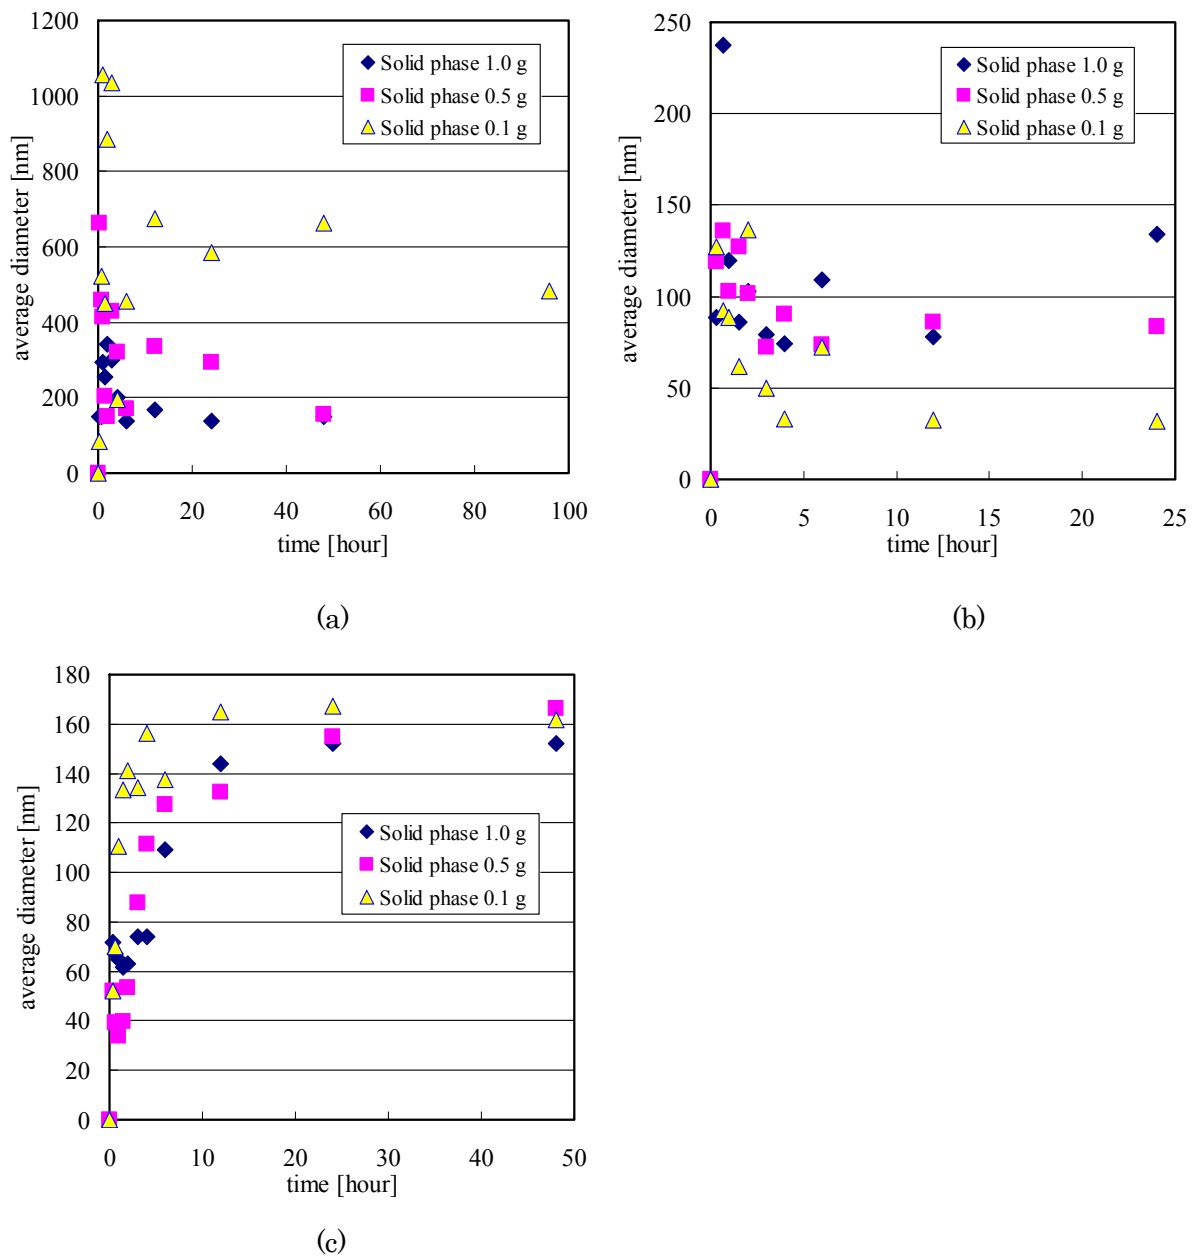 1200
1000
800
600
400
200
0
average diameter [nm]
Solid phase 1.0 g
Solid phase 0.5 g
Solid phase 0.1 g
0 20 40 60 80 100
time [hour]
(a)
250
200
150
100
50
0
average diameter [nm]
Solid phase 1.0 g
Solid phase 0.5 g
Solid phase 0.1 g
0 5 10 15 20 25
time [hour]
(b)
180
160
140
120
100
80
60
40
20
0
average diameter [nm]
Solid phase 1.0 g
Solid phase 0.5 g
Solid phase 0.1 g
0 10 20 30 40 50
time [hour]
(c)